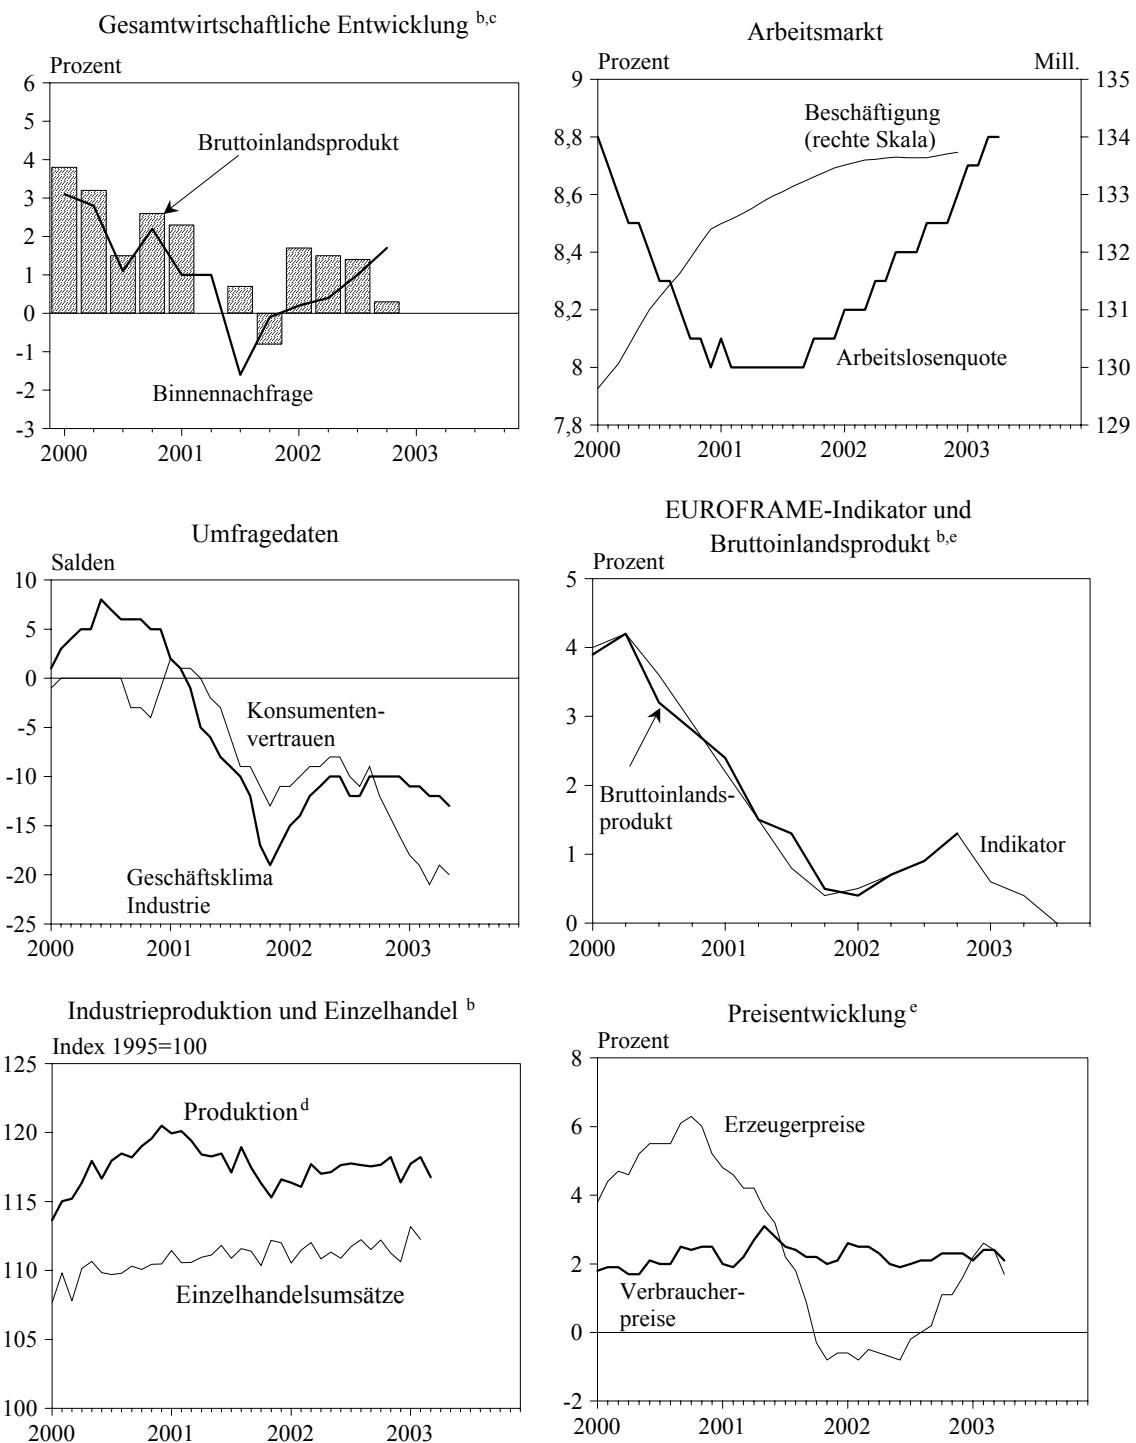 Gesamtwirtschaftliche Entwicklung b,c
Prozent
6
5
4
3
2
1
0
-1
-2
-3
Bruttoinlandsprodukt
Binnennachfrage
2000 2001 2002 2003
Arbeitsmarkt
Prozent Mill.
9
8,8
8,6
8,4
8,2
8
7,8
135
134
133
132
131
130
129
Beschäftigung
(rechte Skala)
Arbeitslosenquote
2000 2001 2002 2003
Umfragedaten
Salden
10
5
0
-5
-10
-15
-20
-25
Konsumenten-
vertrauen
Geschäftsklima
Industrie
2000 2001 2002 2003
EUROFRAME-Indikator und
Bruttoinlandsprodukt b,e
Prozent
5
4
3
2
1
0
Bruttoinlands-
produkt
Indikator
2000 2001 2002 2003
Industrieproduktion und Einzelhandel b
Index 1995=100
125
120
115
110
105
100
Produktion d
Einzelhandelsumsätze
2000 2001 2002 2003
Preisentwicklung e
Prozent
8
6
4
2
0
-2
Erzeugerpreise
Verbraucher-
preise
2000 2001 2002 2003